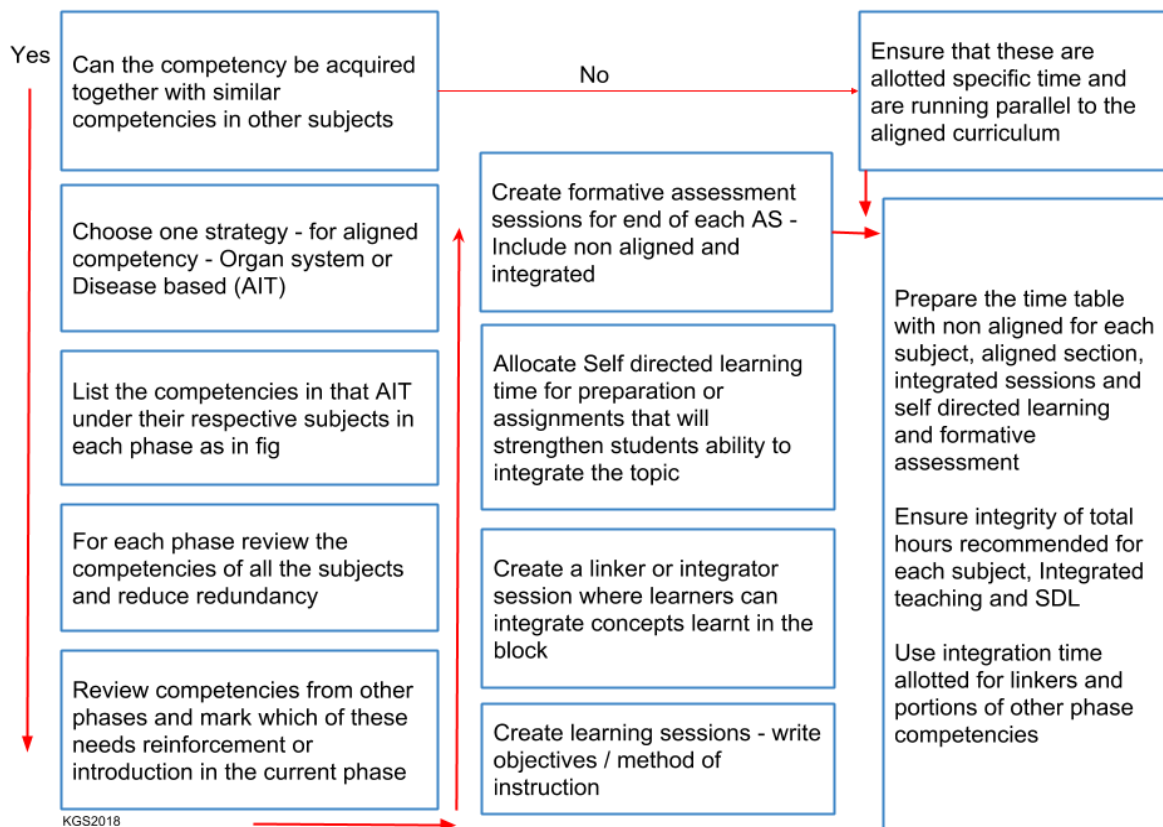 Yes
Can the competency be acquired
together with similar
competencies in other subjects
No
Ensure that these are
allotted specific time and
are running parallel to the
aligned curriculum
Choose one strategy - for aligned
competency - Organ system or
Disease based (AIT)
List the competencies in that AIT
under their respective subjects in
each phase as in fig
For each phase review the
competencies of all the subjects
and reduce redundancy
Review competencies from other
phases and mark which of these
needs reinforcement or
introduction in the current phase
KGS2018
Create formative assessment
sessions for end of each AS -
Include non aligned and
integrated
Allocate Self directed learning
time for preparation or
assignments that will
strengthen students ability to
integrate the topic
Create a linker or integrator
session where learners can
integrate concepts learnt in the
block
Create learning sessions - write
objectives / method of
instruction
Prepare the time table
with non aligned for each
subject, aligned section,
integrated sessions and
self directed learning
and formative
assessment
Ensure integrity of total
hours recommended for
each subject, Integrated
teaching and SDL
Use integration time
allotted for linkers and
portions of other phase
competencies